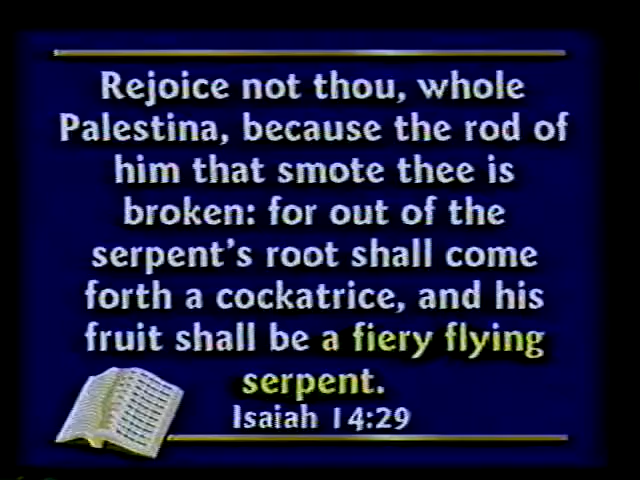 Rejoice not thou, whole
Palestina, because the rod of
him that smote thee is
broken: for out of the
serpent's root shall come
forth a cockatrice, and his
fruit shall be a fiery flying
serpent.
Isaiah 14:29